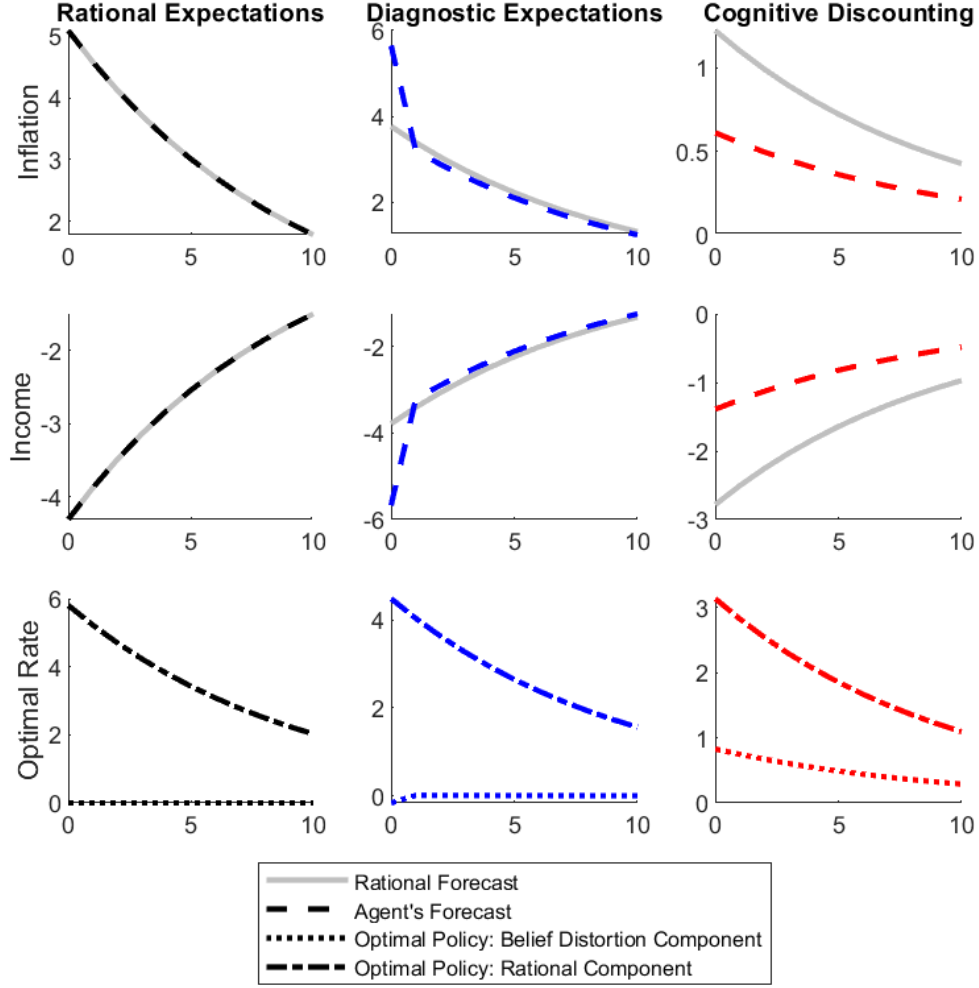 Rational Expectations Diagnostic Expectations Cognitive Discounting
Inflation
5
4
3
2
0 5 10
6
4
2
0 5 10
1
0.5
0
0 5 10
Income
-2
-3
-4
0 5 10
-2
-4
-6
0 5 10
0
-1
-2
-3
0 5 10
Optimal Rate
6
4
2
0
0 5 10
4
2
0
0 5 10
3
2
1
0
0 5 10
Rational Forecast
Agent's Forecast
Optimal Policy: Belief Distortion Component
Optimal Policy: Rational Component